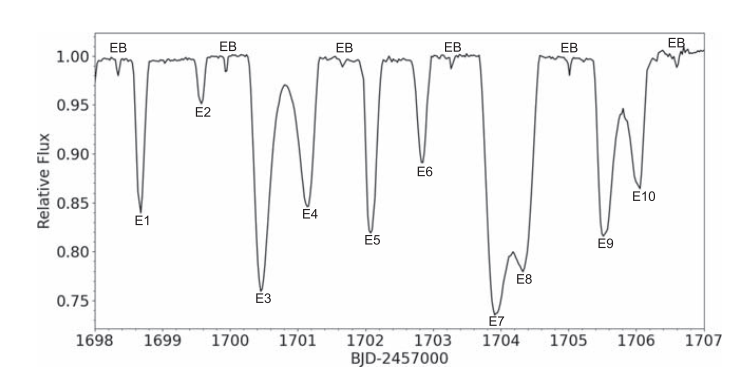 EB EB EB EB EB EB
1.00
0.95
0.90
0.85
0.80
0.75
Relative Flux
E1
E2
E3
E4
E5
E6
E7
E8
E9
E10
1698 1699 1700 1701 1702 1703 1704 1705 1706 1707
BJD-2457000